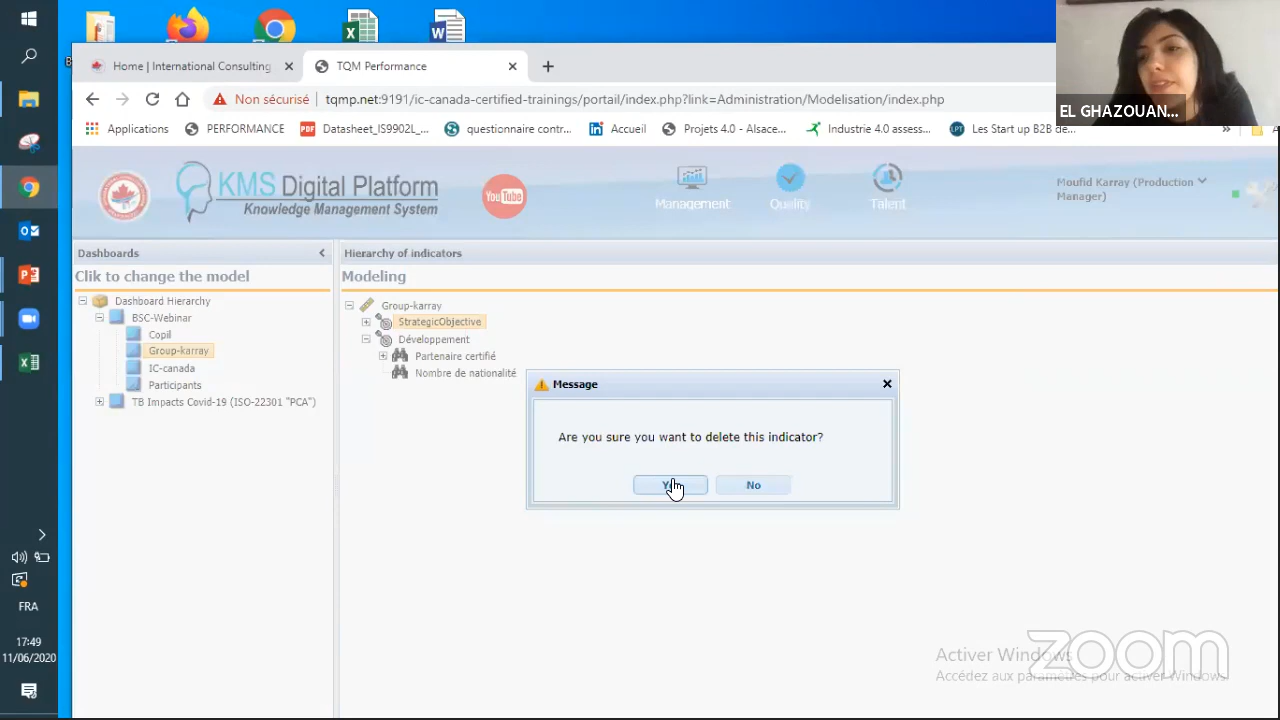 Home | International Consulting
TQM Performance
Non sécurisé
tqmp.net:9191/ic-canada-certified-trainings/portail/index.php?link=Administration/Modelisation/index.php
EL GHAZOUAN...
Applications
PERFORMANCE
PDF
Datasheet_IS9902L_...
questionnaire contr...
Accueil
Projets 4.0 - Alsace...
Industrie 4.0 assess...
Les Start up B2B de...
KMS Digital Platform
Knowledge Management System
You Tube
Management
Quality
Talent
Moufid Karray (Production
Manager)
Dashboards
Clik to change the model
Dashboard Hierarchy
BSC-Webinar
Copil
Group-karray
IC-canada
Participants
TB Impacts Covid-19 (ISO-22301 "PCA")
Hierarchy of indicators
Modeling
Group-karray
StrategicObjective
Développement
Partenaire certifié
Nombre de nationalité
Message
Are you sure you want to delete this indicator?
No
FRA
17:49
11/06/2020
Activer Windows
Accédez aux paramètres pour activer Windows.
zoom